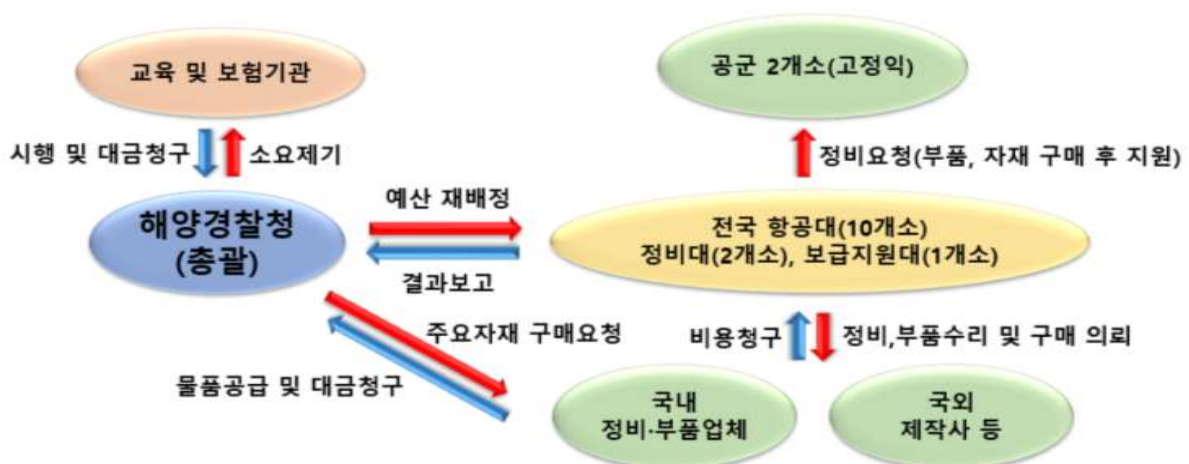 교육 및 보험기관
공군 2개소(고정익)
시행 및 대금청구
소요제기
정비요청(부품, 자재 구매 후 지원)
해양경찰청
(총괄)
예산 재배정
결과보고
전국 항공대(10개소)
정비대(2개소), 보급지원대(1개소)
주요자재 구매요청
물품공급 및 대금청구
비용청구
정비,부품수리 및 구매 의뢰
국내
정비·부품업체
국외
제작사 등